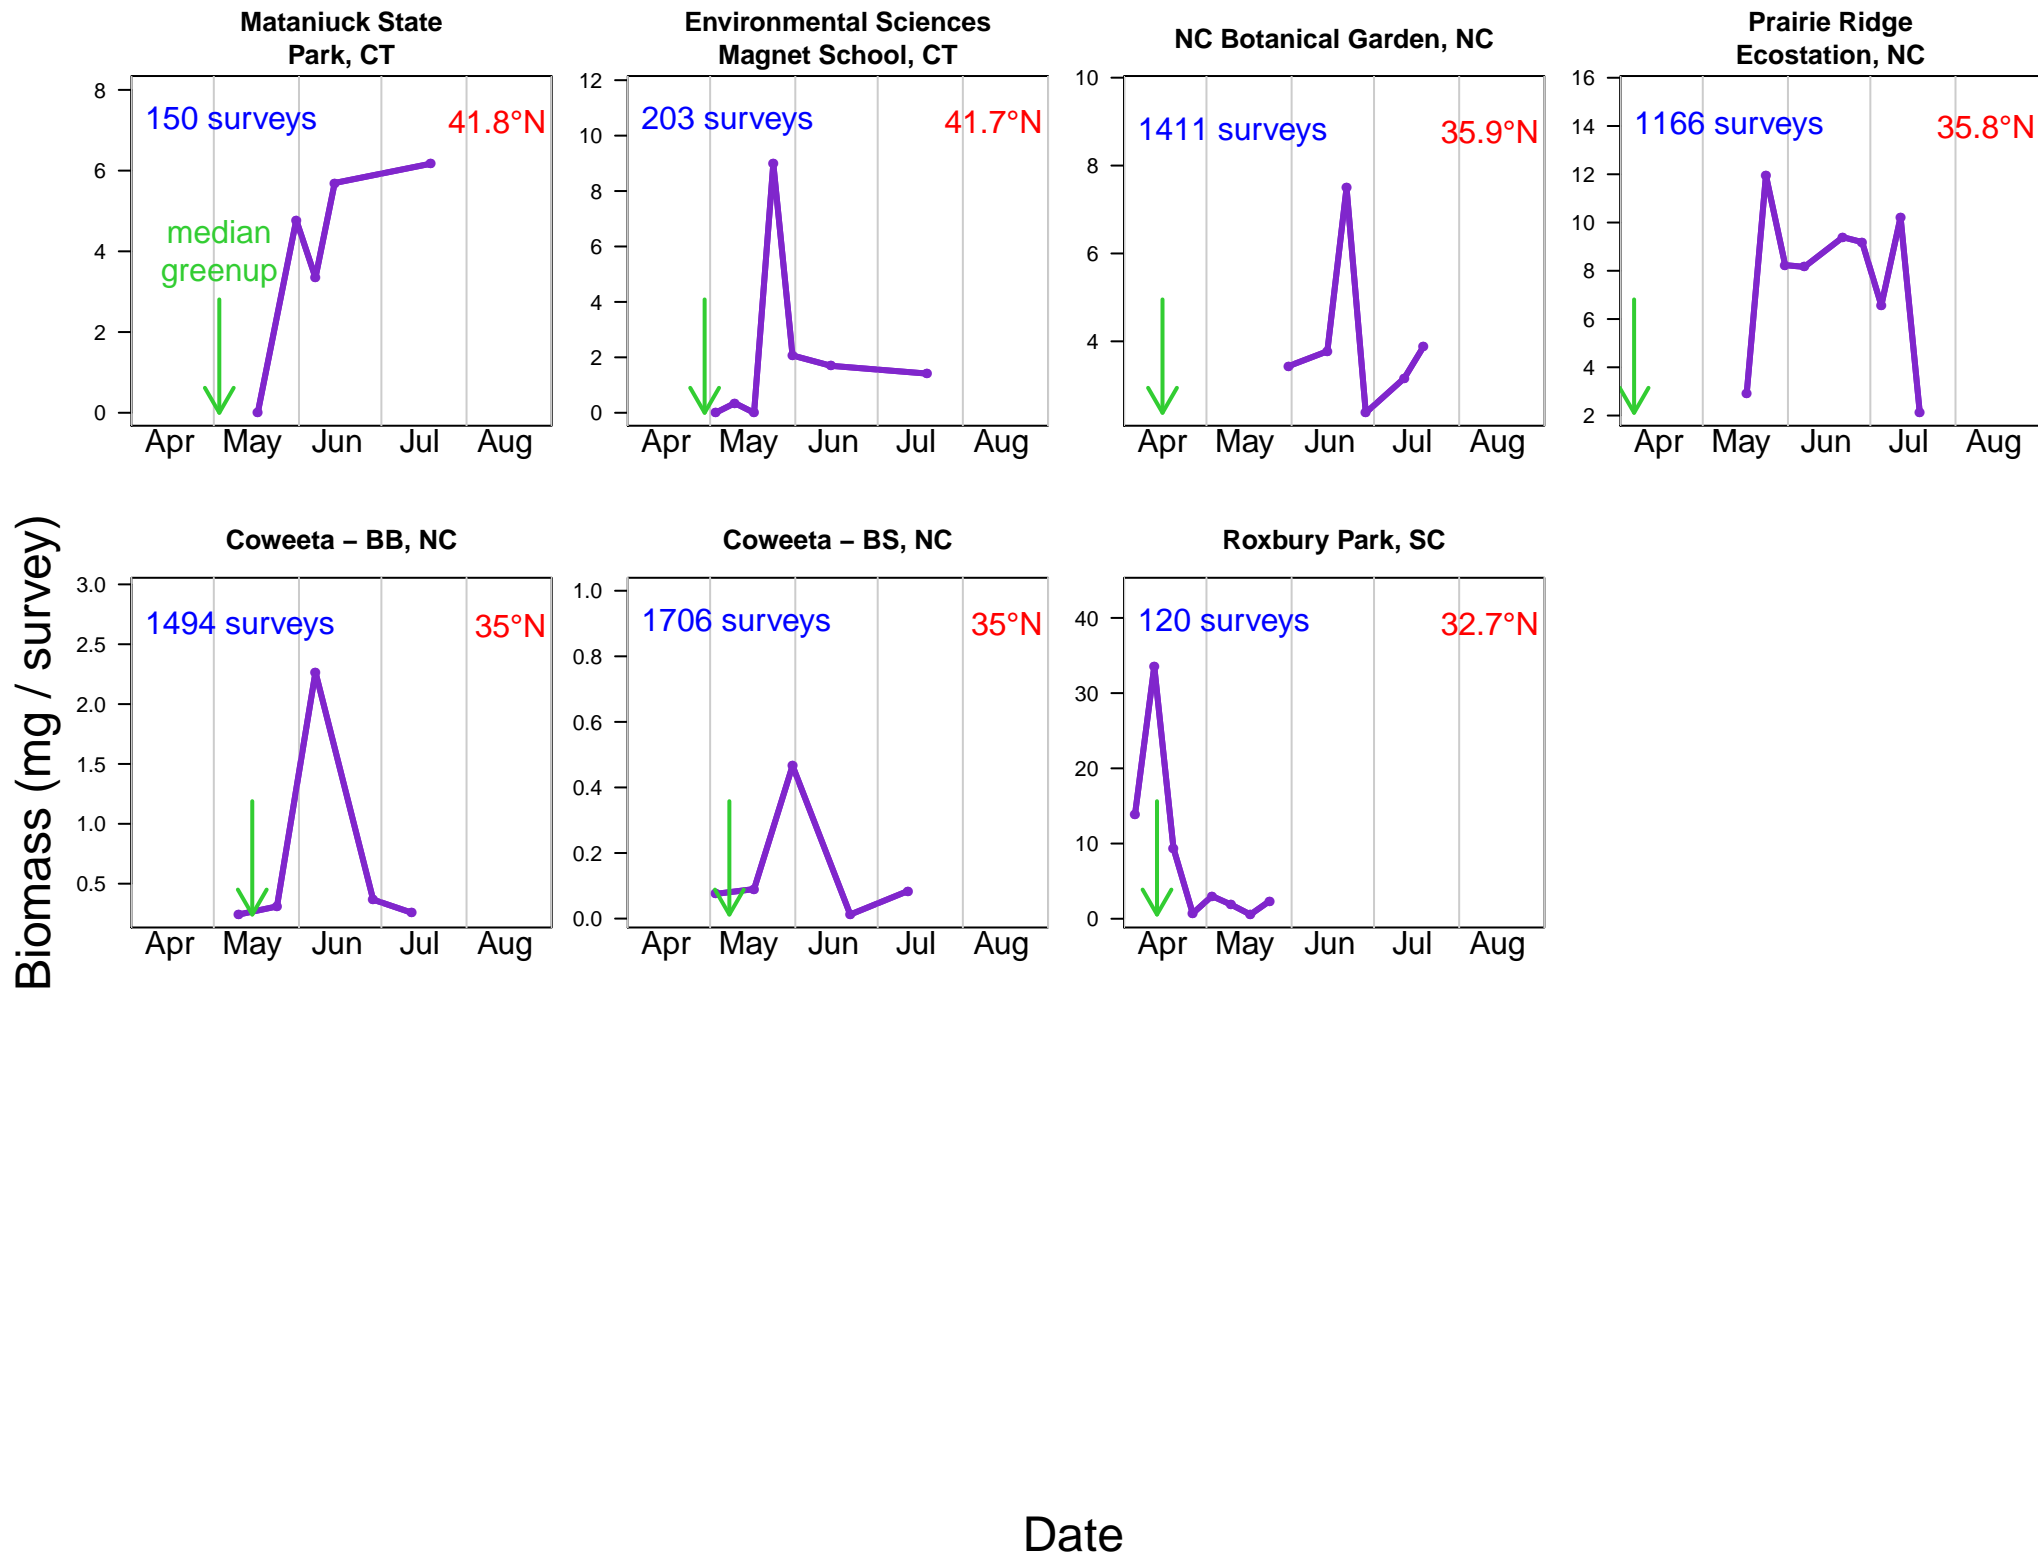 Mataniuck State
Park, CT
8
6
4
2
0
150 surveys
41.8°N
median
greenup
Apr May Jun Jul Aug
Environmental Sciences
Magnet School, CT
12
10
8
6
4
2
0
203 surveys
41.7°N
Apr May Jun Jul Aug
NC Botanical Garden, NC
10
8
6
4
1411 surveys
35.9°N
Apr May Jun Jul Aug
Prairie Ridge
Ecostation, NC
16
14
12
10
8
6
4
2
1166 surveys
35.8°N
Apr May Jun Jul Aug
Biomass (mg / survey)
Coweeta – BB, NC
3.0
2.5
2.0
1.5
1.0
0.5
1494 surveys
35°N
Apr May Jun Jul Aug
Coweeta – BS, NC
1.0
0.8
0.6
0.4
0.2
0.0
1706 surveys
35°N
Apr May Jun Jul Aug
Roxbury Park, SC
40
30
20
10
0
120 surveys
32.7°N
Apr May Jun Jul Aug
Date